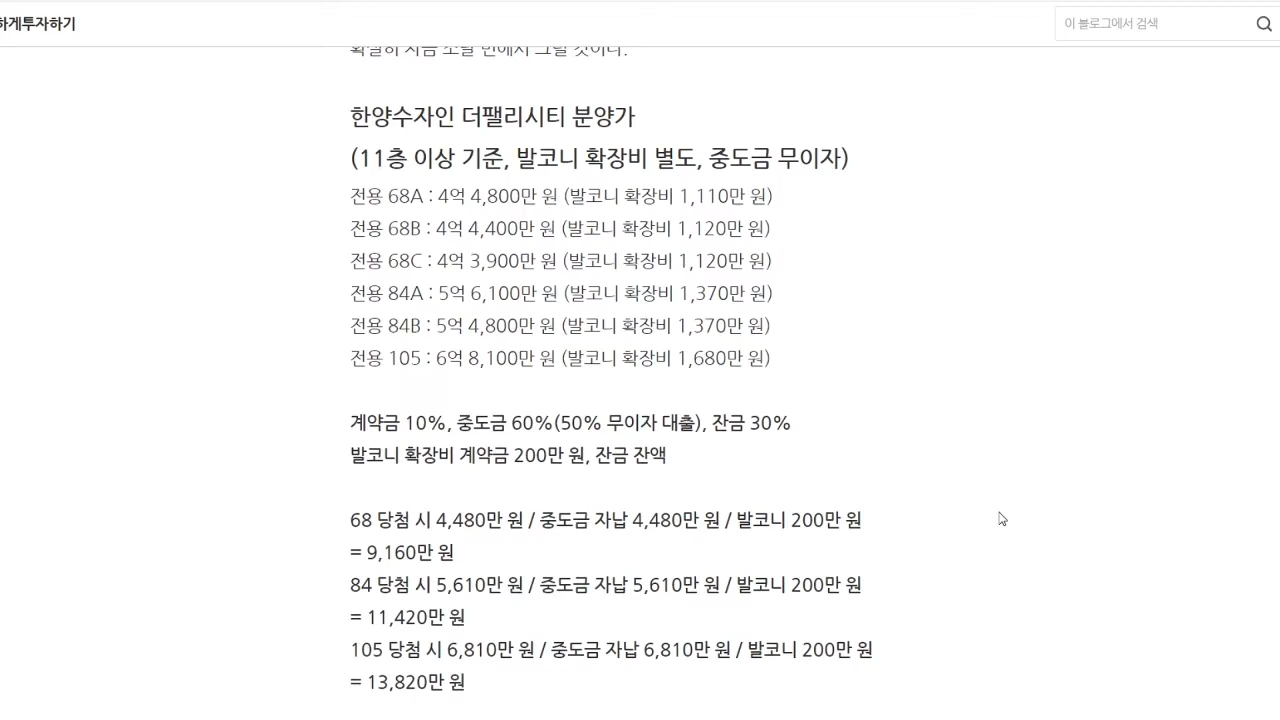 하게투자하기
이 블로그에서 검색
한양수자인 더팰리시티 분양가
(11층 이상 기준, 발코니 확장비 별도, 중도금 무이자)
전용 68A : 4억 4,800만 원 (발코니 확장비 1,110만 원)
전용 68B : 4억 4,400만 원 (발코니 확장비 1,120만 원)
전용 68C : 4억 3,900만 원 (발코니 확장비 1,120만 원)
전용 84A : 5억 6,100만 원 (발코니 확장비 1,370만 원)
전용 84B : 5억 4,800만 원 (발코니 확장비 1,370만 원)
전용 105 : 6억 8,100만 원 (발코니 확장비 1,680만 원)
계약금 10%, 중도금 60%(50% 무이자 대출), 잔금 30%
발코니 확장비 계약금 200만 원, 잔금 잔액
68 당첨 시 4,480만 원 / 중도금 자납 4,480만 원 / 발코니 200만 원
= 9,160만 원
84 당첨 시 5,610만 원 / 중도금 자납 5,610만 원 / 발코니 200만 원
= 11,420만 원
105 당첨 시 6,810만 원 / 중도금 자납 6,810만 원 / 발코니 200만 원
= 13,820만 원